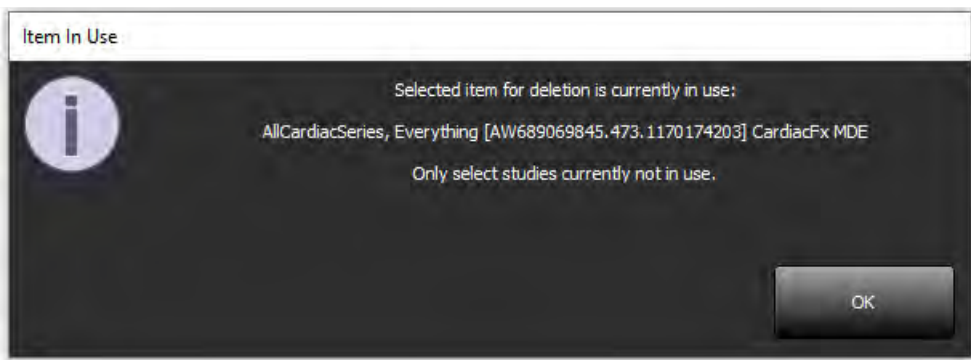 Item In Use
Selected item for deletion is currently in use:
AllCardiacSeries, Everything [AW689069845.473.1170174203] CardiacFx MDE
Only select studies currently not in use.
OK